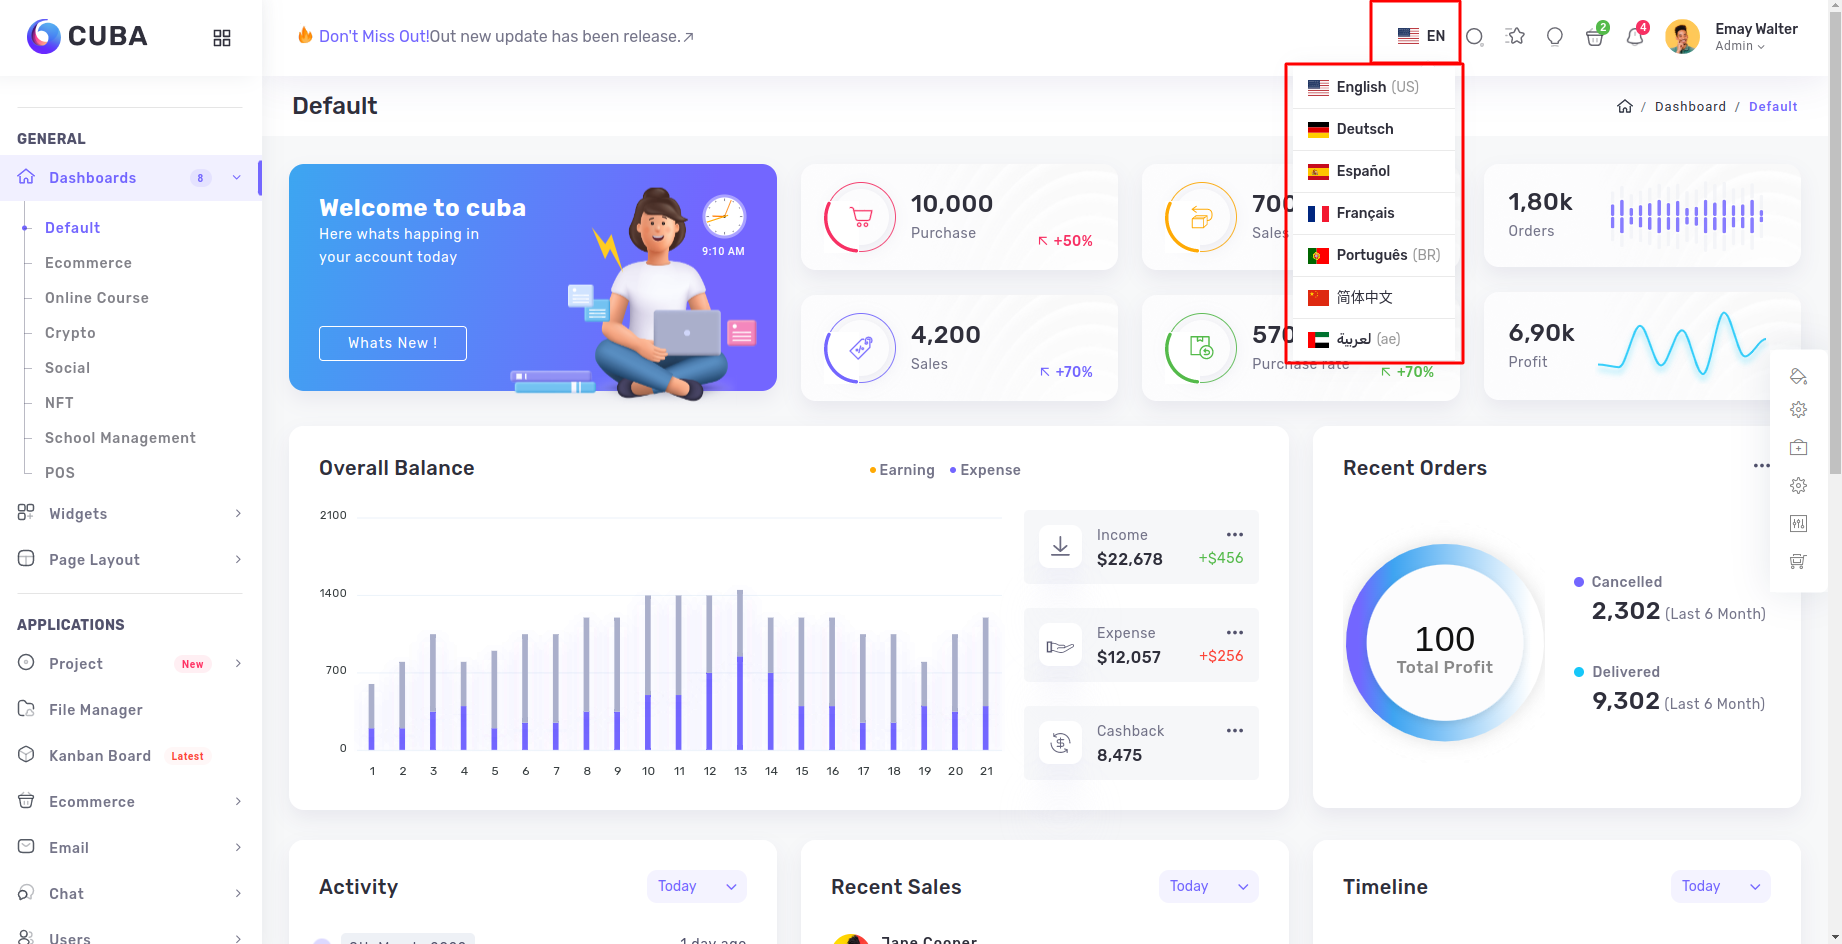 CUBA
Don't Miss Out! Out new update has been release.
EN
2
4
Emay Walter
Admin
English (US)
Deutsch
Español
Français
Português (BR)
简体中文
لعربية (ae)
Default
Dashboard / Default
GENERAL
Dashboards 8
Default
Ecommerce
Online Course
Crypto
Social
NFT
School Management
POS
Widgets
Page Layout
APPLICATIONS
Project New
File Manager
Kanban Board Latest
Ecommerce
Email
Chat
Users
Welcome to cuba
Here whats happing in
your account today
9:10 AM
Whats New !
10,000
Purchase
+50%
700
Sales
1,80k
Orders
4,200
Sales
+70%
570
Purchase rate
+70%
6,90k
Profit
Overall Balance
Earning Expense
2100
1400
700
0
1 2 3 4 5 6 7 8 9 10 11 12 13 14 15 16 17 18 19 20 21
Income
$22,678 +$456
Expense
$12,057 +$256
Cashback
8,475
Recent Orders
100
Total Profit
Cancelled
2,302 (Last 6 Month)
Delivered
9,302 (Last 6 Month)
Activity Today
1 day ago
Recent Sales Today
Jane Cooper
Timeline Today